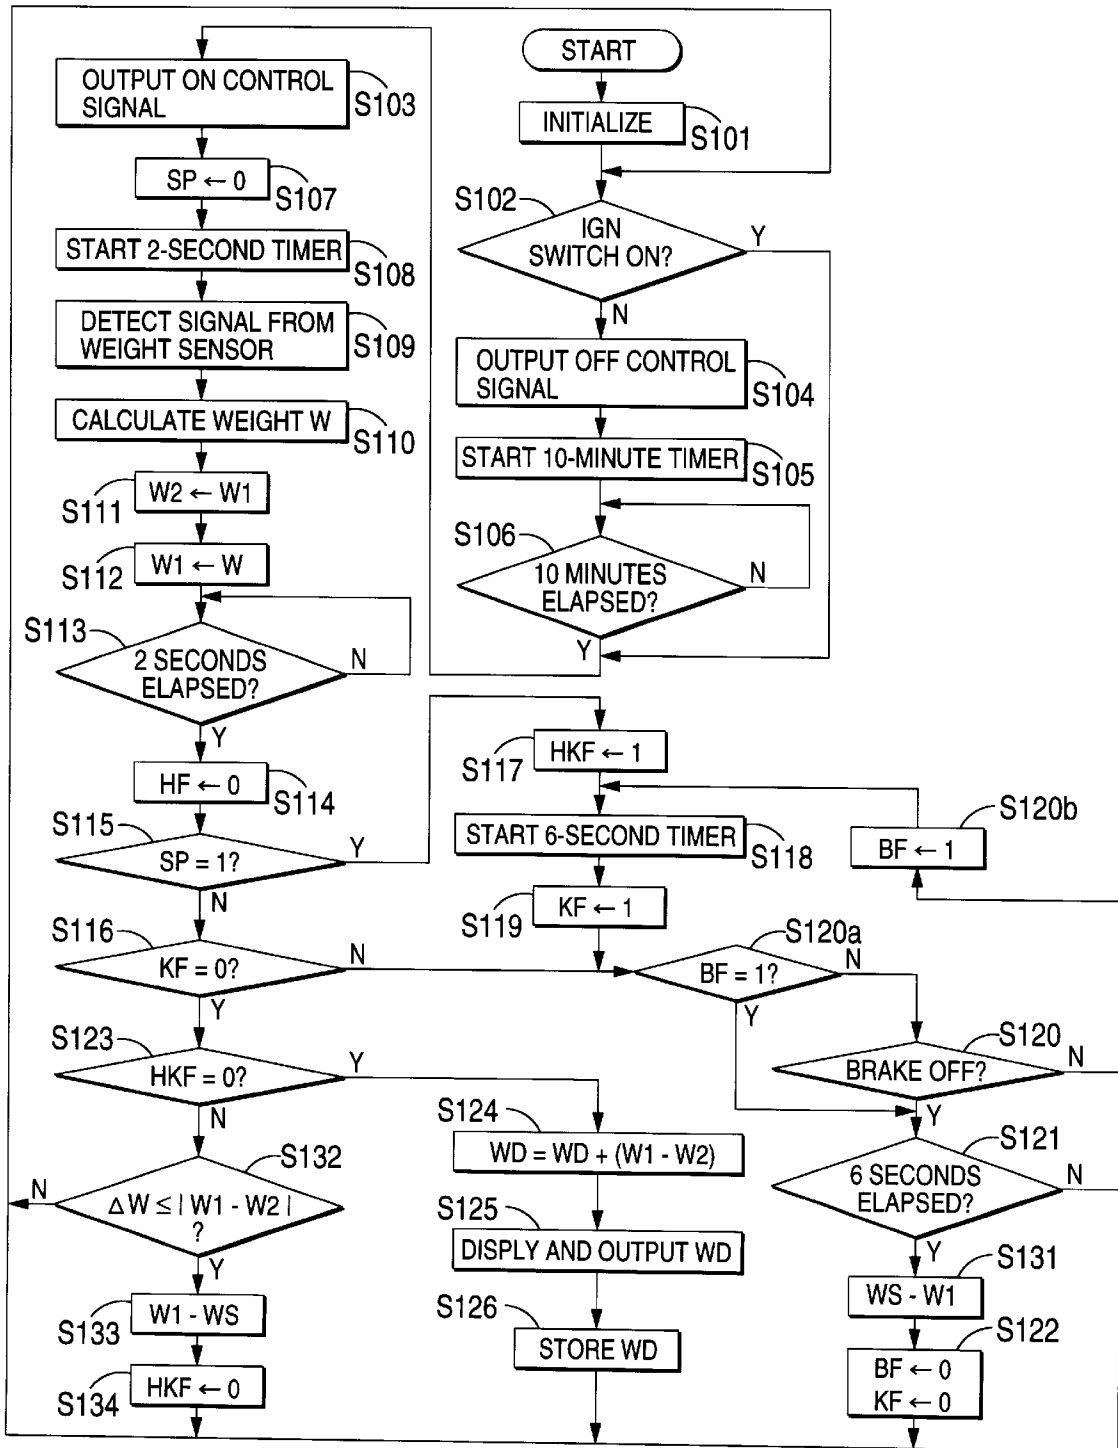 START
INITIALIZE
S101
S102
IGN
SWITCH ON?
Y
N
OUTPUT OFF CONTROL
SIGNAL
S104
START 10-MINUTE TIMER
S105
S106
10 MINUTES
ELAPSED?
N
Y
OUTPUT ON CONTROL
SIGNAL
S103
SP ← 0
S107
START 2-SECOND TIMER
S108
DETECT SIGNAL FROM
WEIGHT SENSOR
S109
CALCULATE WEIGHT W
S110
W2 ← W1
S111
W1 ← W
S112
S113
2 SECONDS
ELAPSED?
N
Y
HF ← 0
S114
S115
SP = 1?
Y
N
S116
KF = 0?
N
Y
S117
HKF ← 1
START 6-SECOND TIMER
S118
S119
KF ← 1
S120b
BF ← 1
S120a
BF = 1?
N
Y
S120
BRAKE OFF?
N
Y
S121
6 SECONDS
ELAPSED?
N
Y
S131
WS - W1
S122
BF ← 0
KF ← 0
S123
HKF = 0?
Y
N
S124
WD = WD + (W1 - W2)
S125
DISPLY AND OUTPUT WD
S126
STORE WD
S132
N
ΔW ≤ | W1 - W2 |
?
Y
W1 - WS
S133
HKF ← 0
S134